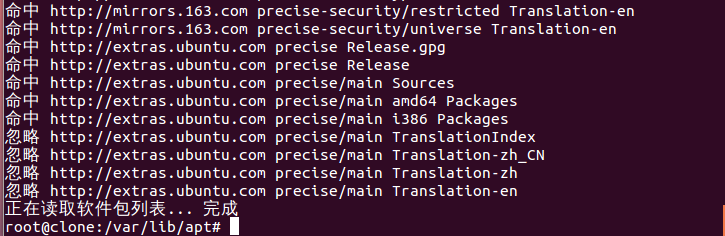 命中 http://mirrors.163.com precise-security/restricted Translation-en
命中 http://mirrors.163.com precise-security/universe Translation-en
命中 http://extras.ubuntu.com precise Release.gpg
命中 http://extras.ubuntu.com precise Release
命中 http://extras.ubuntu.com precise/main Sources
命中 http://extras.ubuntu.com precise/main amd64 Packages
命中 http://extras.ubuntu.com precise/main i386 Packages
忽略 http://extras.ubuntu.com precise/main TranslationIndex
忽略 http://extras.ubuntu.com precise/main Translation-zh_CN
忽略 http://extras.ubuntu.com precise/main Translation-zh
忽略 http://extras.ubuntu.com precise/main Translation-en
正在读取软件包列表... 完成
root@clone:/var/lib/apt#